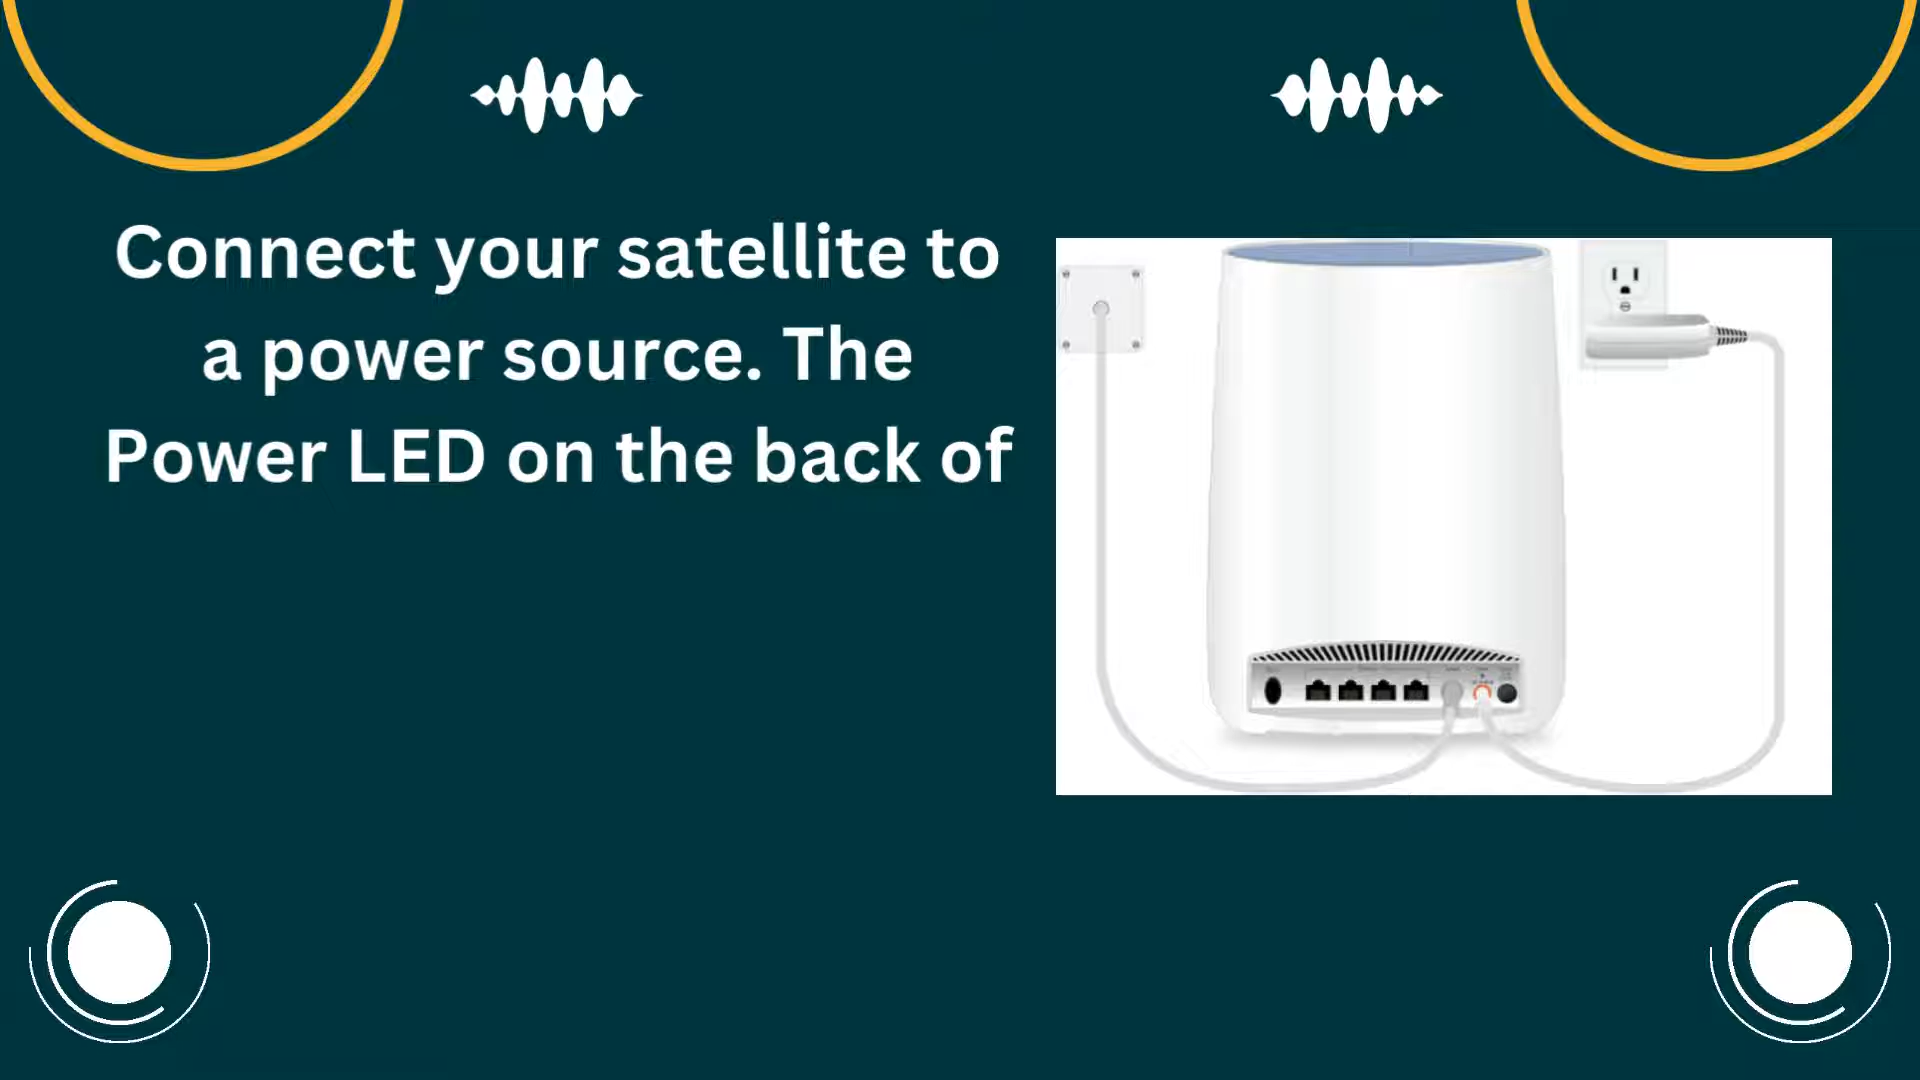 Connect your satellite to
a power source. The
Power LED on the back of